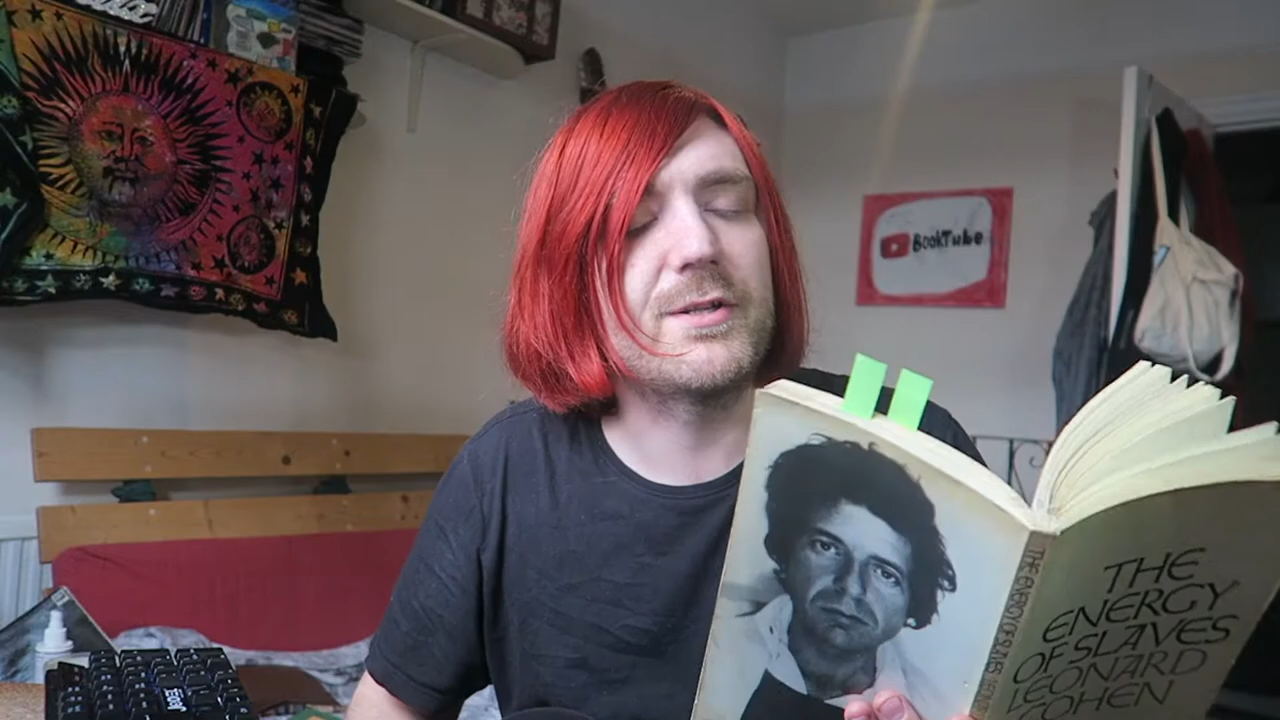 BookTube
THE ENERGY OF SLAVES
THE
ENERGY
OF SLAVES
LEONARD
COHEN